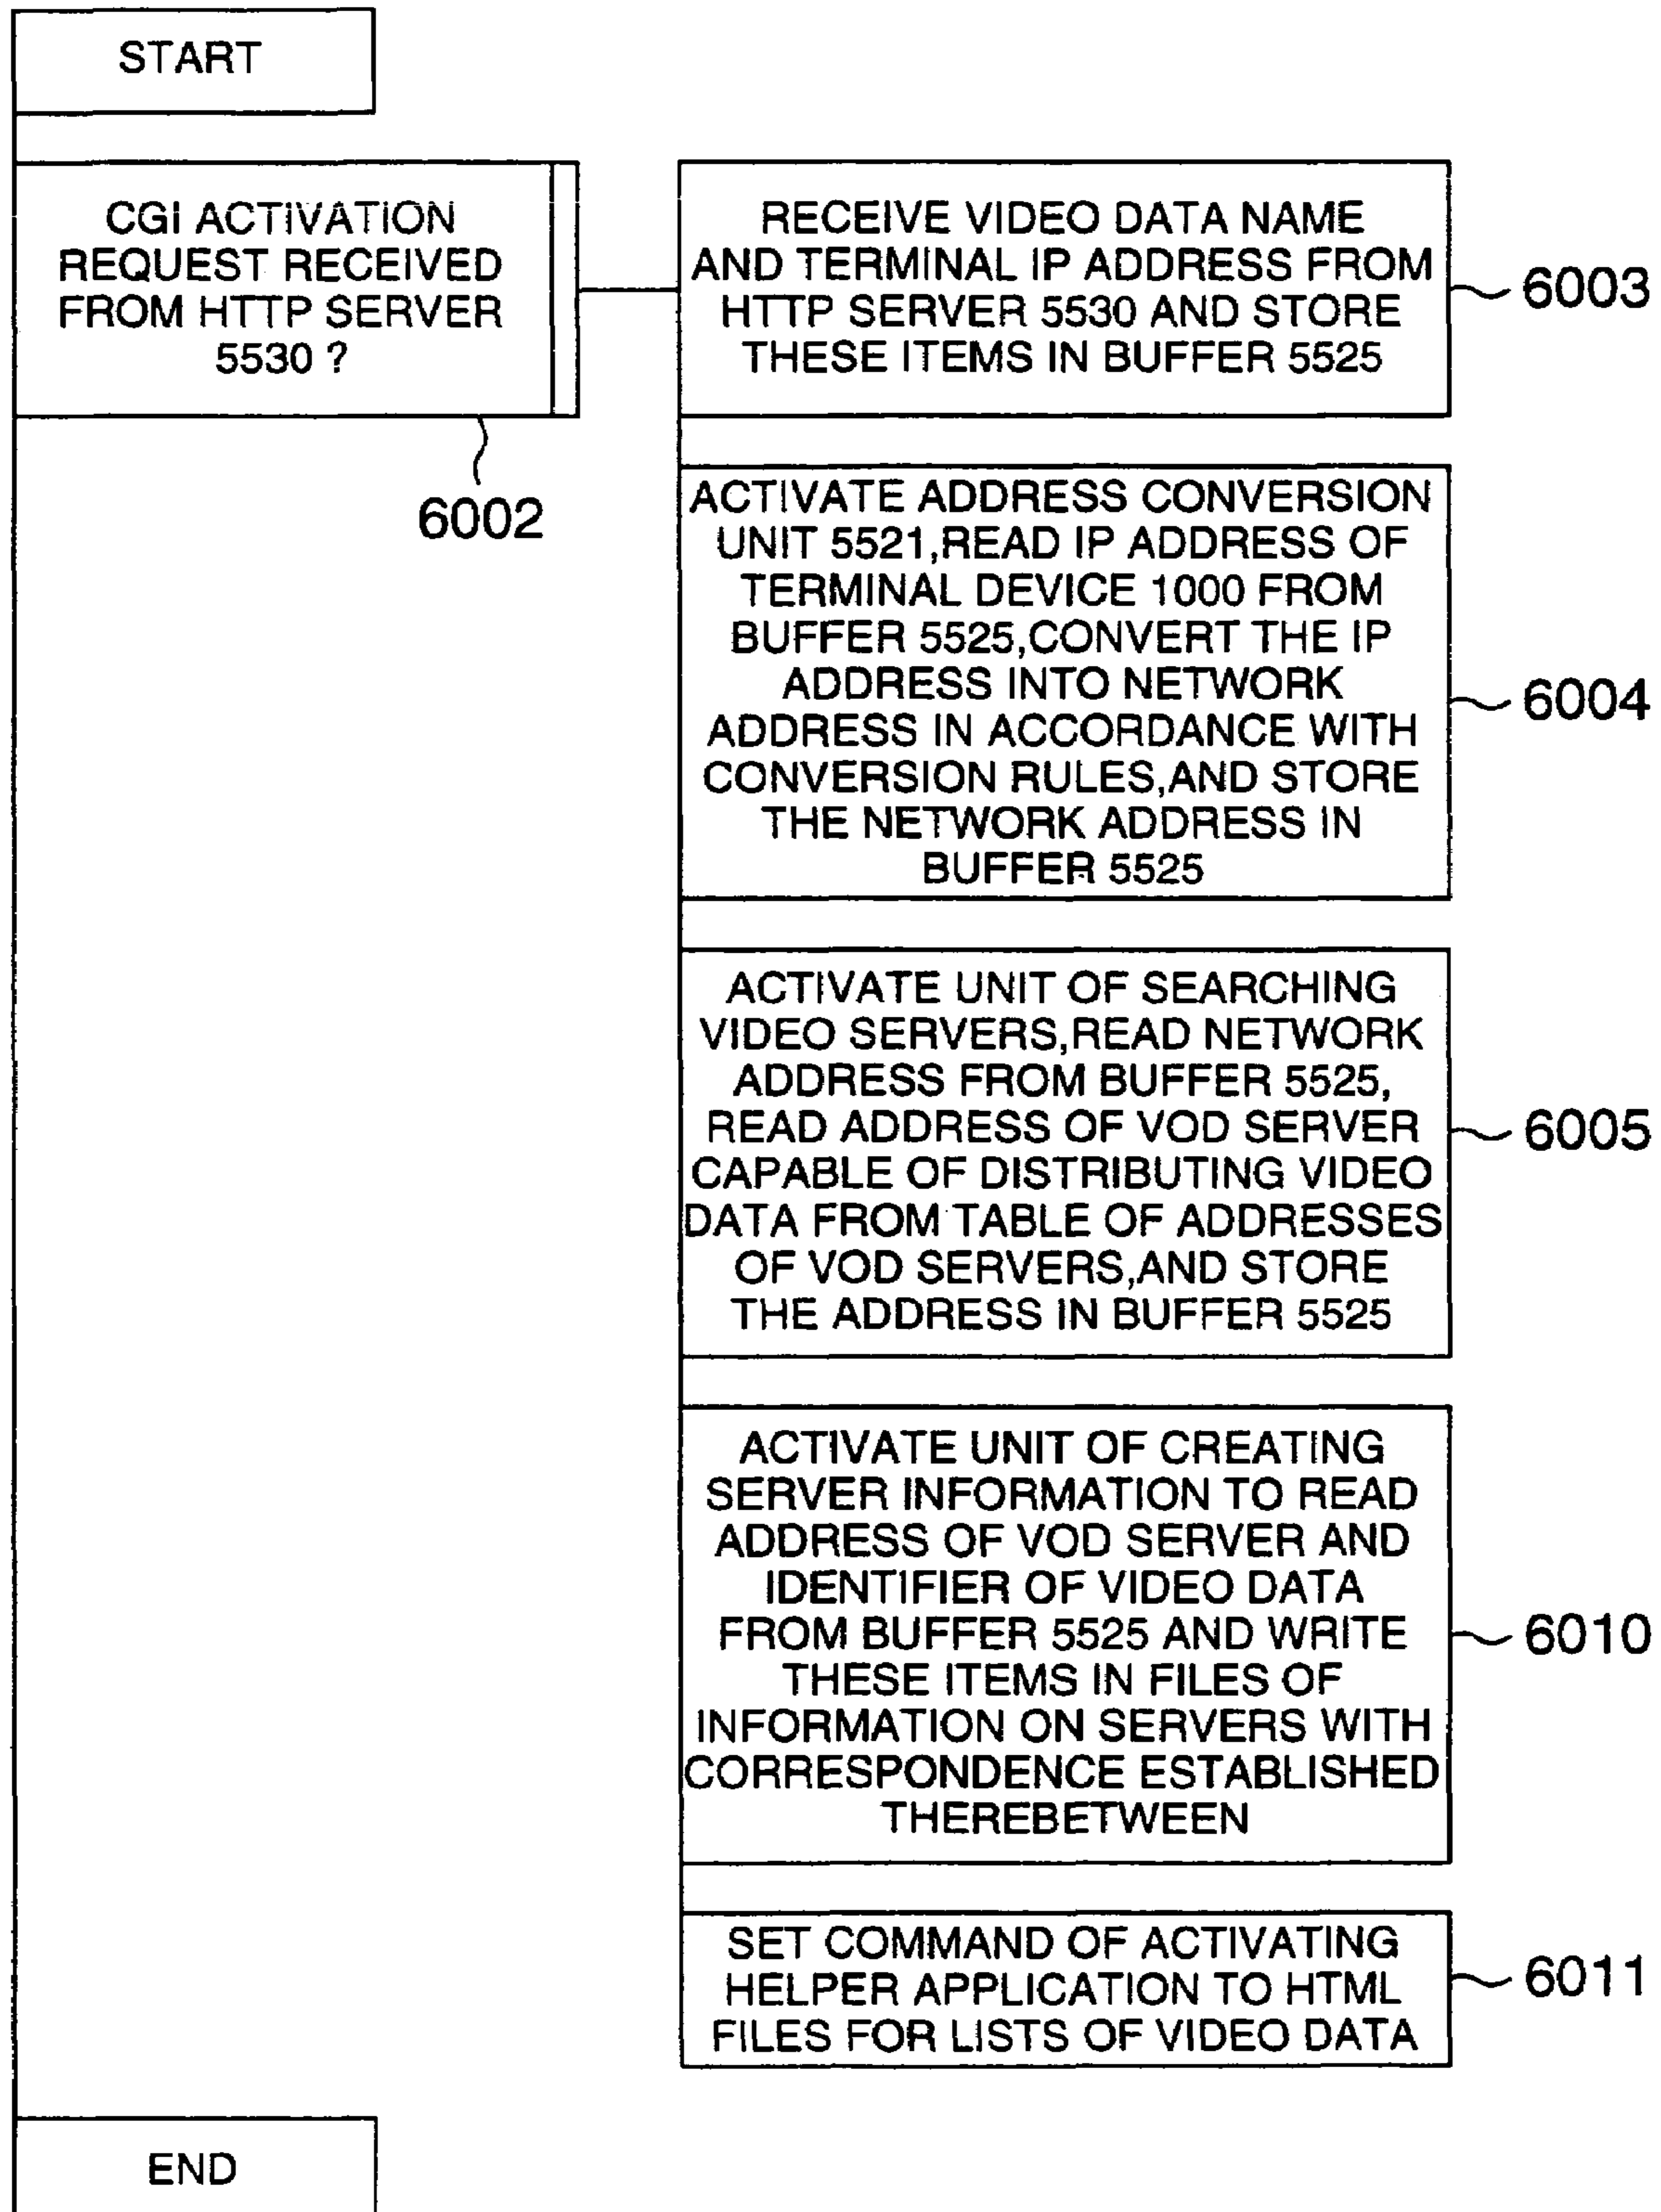 START
CGI ACTIVATION
REQUEST RECEIVED
FROM HTTP SERVER
5530 ?
6002
RECEIVE VIDEO DATA NAME
AND TERMINAL IP ADDRESS FROM
HTTP SERVER 5530 AND STORE
THESE ITEMS IN BUFFER 5525
6003
ACTIVATE ADDRESS CONVERSION
UNIT 5521,READ IP ADDRESS OF
TERMINAL DEVICE 1000 FROM
BUFFER 5525,CONVERT THE IP
ADDRESS INTO NETWORK
ADDRESS IN ACCORDANCE WITH
CONVERSION RULES,AND STORE
THE NETWORK ADDRESS IN
BUFFER 5525
6004
ACTIVATE UNIT OF SEARCHING
VIDEO SERVERS,READ NETWORK
ADDRESS FROM BUFFER 5525,
READ ADDRESS OF VOD SERVER
CAPABLE OF DISTRIBUTING VIDEO
DATA FROM TABLE OF ADDRESSES
OF VOD SERVERS,AND STORE
THE ADDRESS IN BUFFER 5525
6005
ACTIVATE UNIT OF CREATING
SERVER INFORMATION TO READ
ADDRESS OF VOD SERVER AND
IDENTIFIER OF VIDEO DATA
FROM BUFFER 5525 AND WRITE
THESE ITEMS IN FILES OF
INFORMATION ON SERVERS WITH
CORRESPONDENCE ESTABLISHED
THEREBETWEEN
6010
SET COMMAND OF ACTIVATING
HELPER APPLICATION TO HTML
FILES FOR LISTS OF VIDEO DATA
6011
END